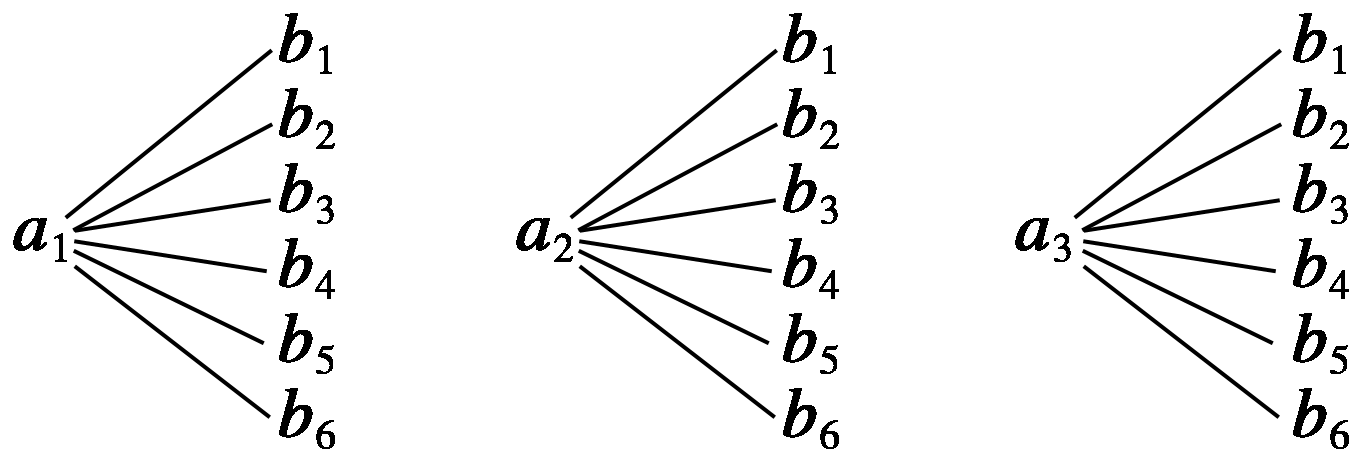 b₁ b₁ b₁
b₂ b₂ b₂
b₃ b₃ b₃
a₁ a₂ a₃
b₄ b₄ b₄
b₅ b₅ b₅
b₆ b₆ b₆